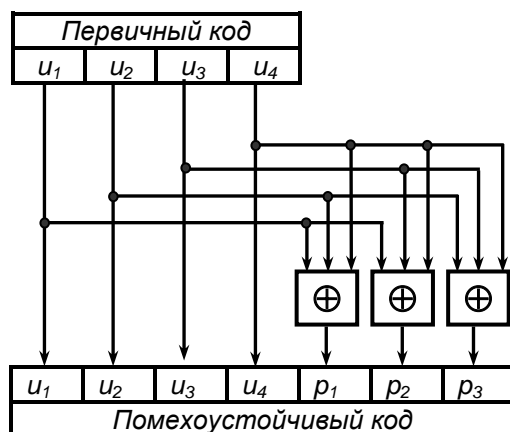 Первичный код
u1 u2 u3 u4
u1 u2 u3 u4 p1 p2 p3
Помехоустойчивый код